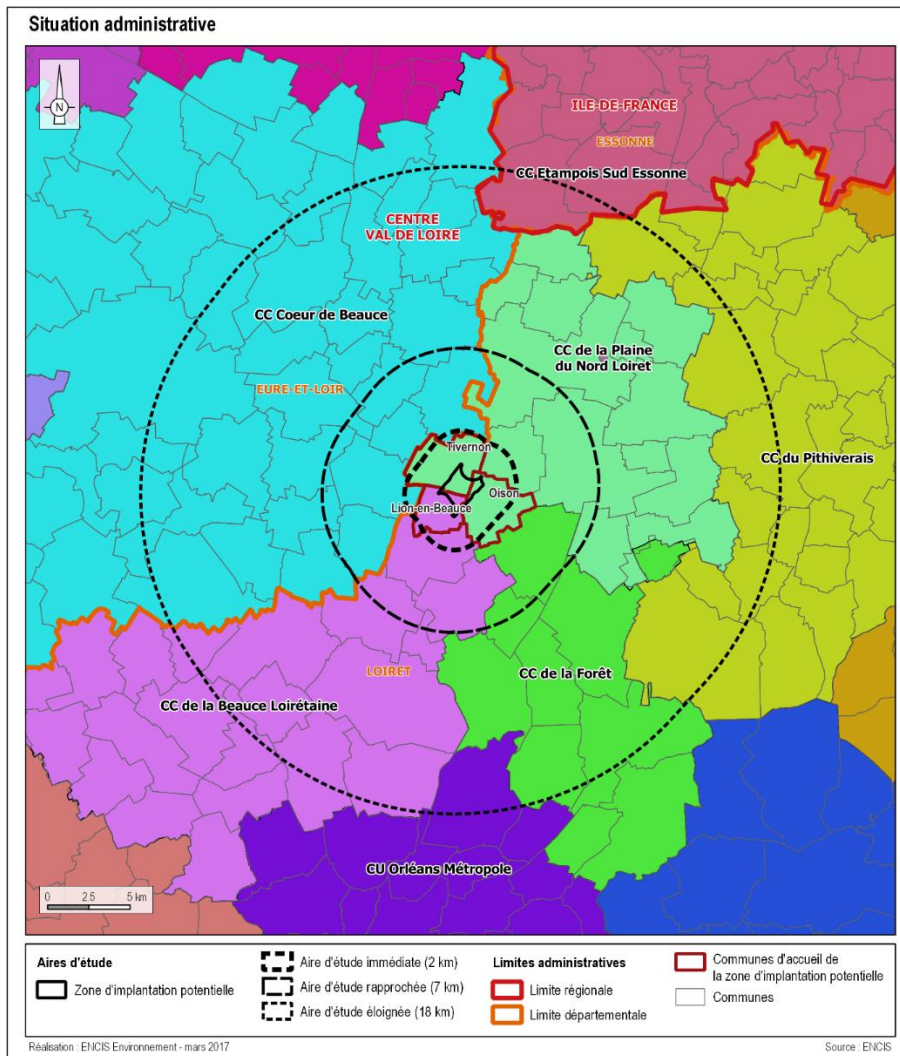 Situation administrative
N
ILE-DE-FRANCE
ESSONNE
CC Etampois Sud Essonne
CENTRE
VAL DE LOIRE
CC Coeur de Beauce
CC de la Plaine
du Nord Loiret
EURE-ET-LOIR
Tivernon
CC du Pithiverais
Oison
Lion-en-Beauce
LOIRET
CC de la Forêt
CC de la Beauce Loirétaine
CU Orléans Métropole
0 2.5 5 km
Aires d'étude
Zone d'implantation potentielle
Aire d'étude immédiate (2 km)
Aire d'étude rapprochée (7 km)
Aire d'étude éloignée (18 km)
Limites administratives
Limite régionale
Limite départementale
Communes d'accueil de
la zone d'implantation potentielle
Communes
Réalisation : ENCIS Environnement - mars 2017
Source : ENCIS